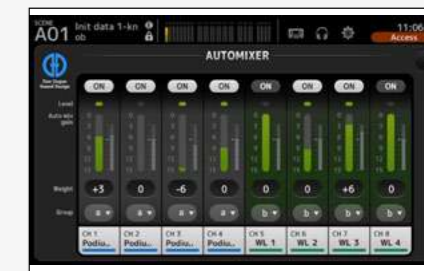 SCENE
A01 Init data 1-kn
ob
11:06
Access
AUTOMIXER
Dan Dugan
Sound Design
ON ON ON ON ON ON ON ON
Level
Auto mix
gain
Weight +3 0 -6 0 0 0 +6 0
Group a a a a b b b b
CH 1 CH 2 CH 3 CH 4 CH 5 CH 6 CH 7 CH 8
Podiu.. Podiu.. Podiu.. Podiu.. WL 1 WL 2 WL 3 WL 4